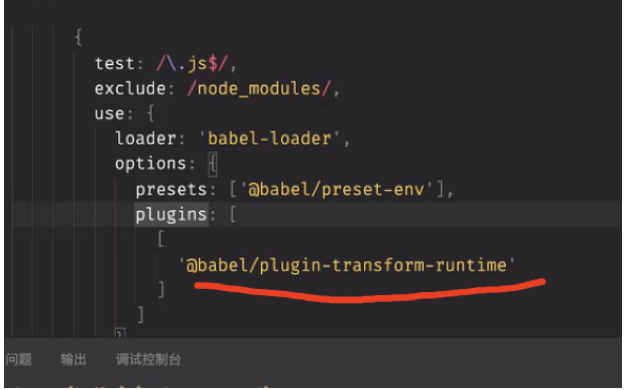 {
test: /\.js$/,
exclude: /node_modules/,
use: {
loader: 'babel-loader',
options: {
presets: ['@babel/preset-env'],
plugins: [
[
'@babel/plugin-transform-runtime'
]
]
}
问题 输出 调试控制台